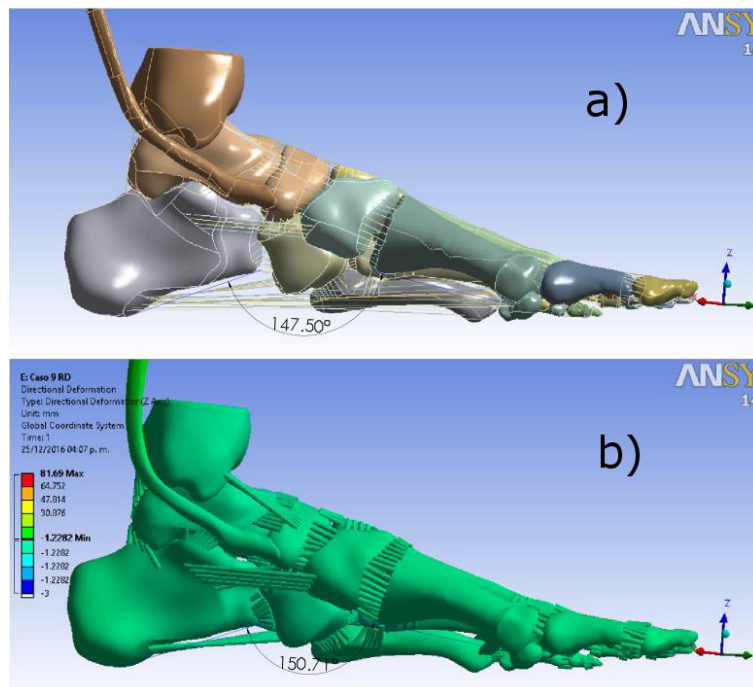 ANSY
a)
Z
147.50°
E: Caso 9 RD
Directional Deformation
Type: Directional Deformation(Z Axis)
Unit: mm
Global Coordinate System
Time: 1
25/12/2016 04:07 p. m.
ANSY
14
b)
81.69 Max
64.752
47.814
30.876
-1.2282 Min
-1.2282
-1.2282
-1.2282
-3
Z
150.71°